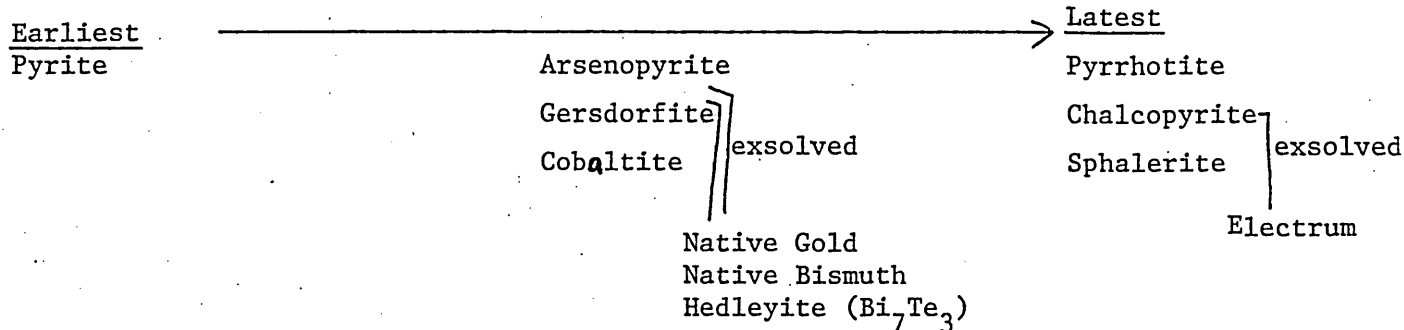 Earliest Latest
Pyrite Arsenopyrite Pyrrhotite
Gersdorfite Chalcopyrite
exsolved exsolved
Cobaltite Sphalerite
Electrum
Native Gold
Native Bismuth
Hedleyite (Bi7Te3)